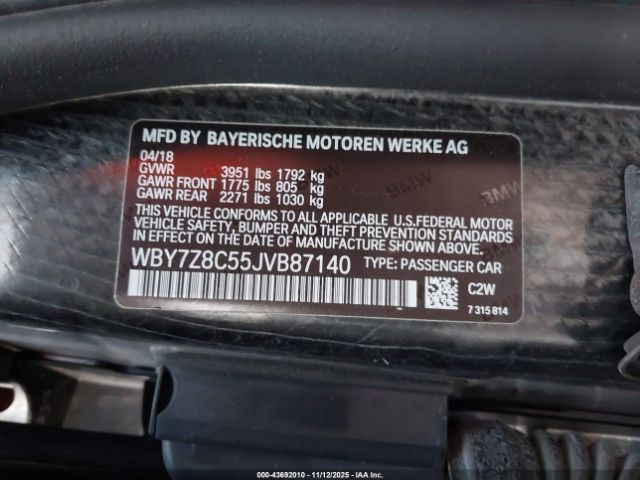 MFD BY BAYERISCHE MOTOREN WERKE AG
04/18
GVWR 3951 lbs 1792 kg
GAWR FRONT 1775 lbs 805 kg
GAWR REAR 2271 lbs 1030 kg
THIS VEHICLE CONFORMS TO ALL APPLICABLE U.S.FEDERAL MOTOR
VEHICLE SAFETY, BUMPER AND THEFT PREVENTION STANDARDS
IN EFFECT ON THE DATE OF MANUFACTURE SHOWN ABOVE.
WBY7Z8C55JVB87140 TYPE: PASSENGER CAR
C2W
7 315 814
BMW
BMW
BMW
000-43692010 - 11/12/2025 - IAA Inc.